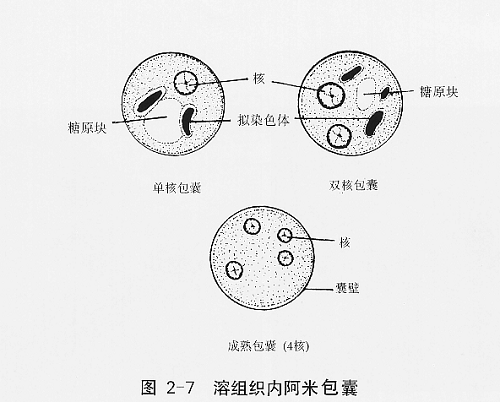 核
糖原块
糖原块
拟染色体
单核包囊
双核包囊
核
囊壁
成熟包囊 (4核)
图 2-7 溶组织内阿米包囊